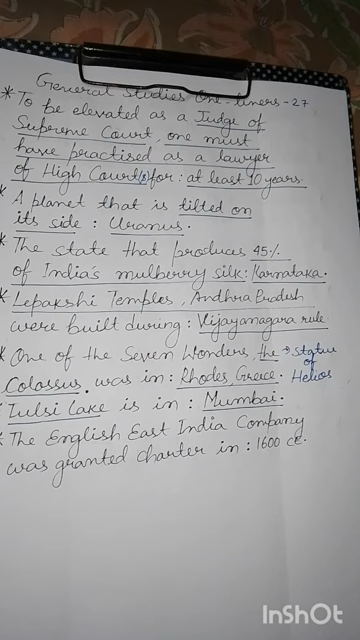 General Studies One-liners-27
* To be elevated as a Judge of
Supreme Court, one must
have practised as a lawyer
of High Court(s) for: at least 10 years.
* A planet that is tilted on
it's side : Uranus.
* The state that produces 45%
of India's mulberry silk: Karnataka.
* Lepakshi Temples, Andhra Pradesh
were built during: Vijayanagara rule
* One of the Seven Wonders, the → statue
of
Colossus. was in: Rhodes, Greece. Helios
* Tulsi Lake is in : Mumbai.
* The English East India Company
was granted charter in: 1600 CE.
InShOt